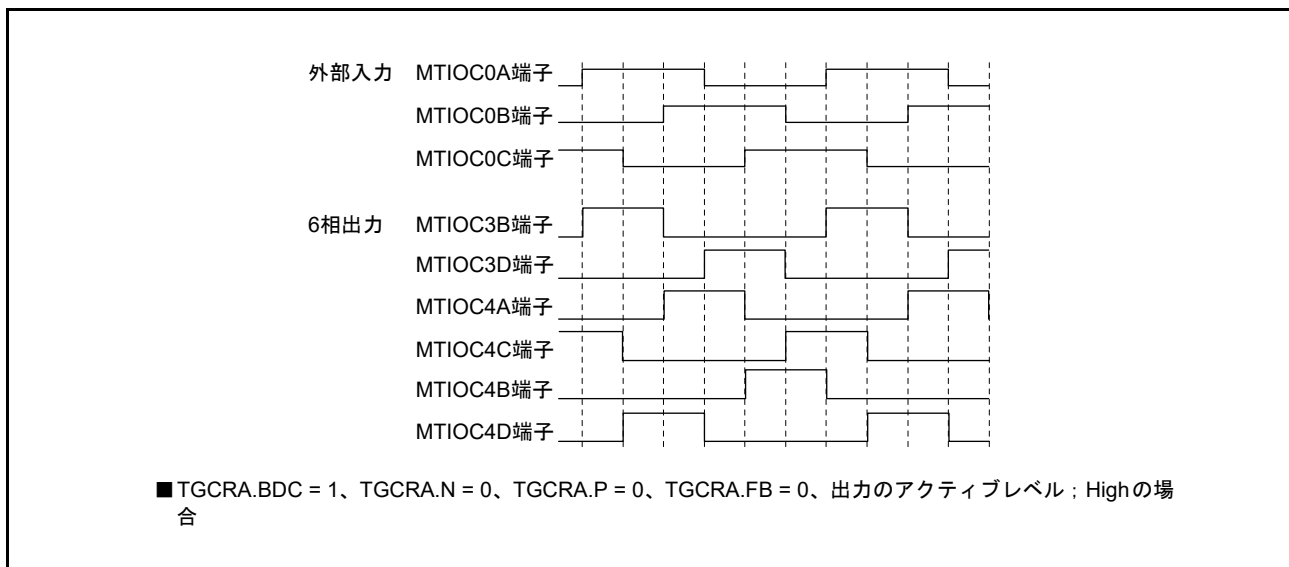 外部入力 MTIOC0A端子
MTIOC0B端子
MTIOC0C端子
6相出力 MTIOC3B端子
MTIOC3D端子
MTIOC4A端子
MTIOC4C端子
MTIOC4B端子
MTIOC4D端子
■ TGCRA.BDC = 1、TGCRA.N = 0、TGCRA.P = 0、TGCRA.FB = 0、出力のアクティブレベル ; Highの場
合